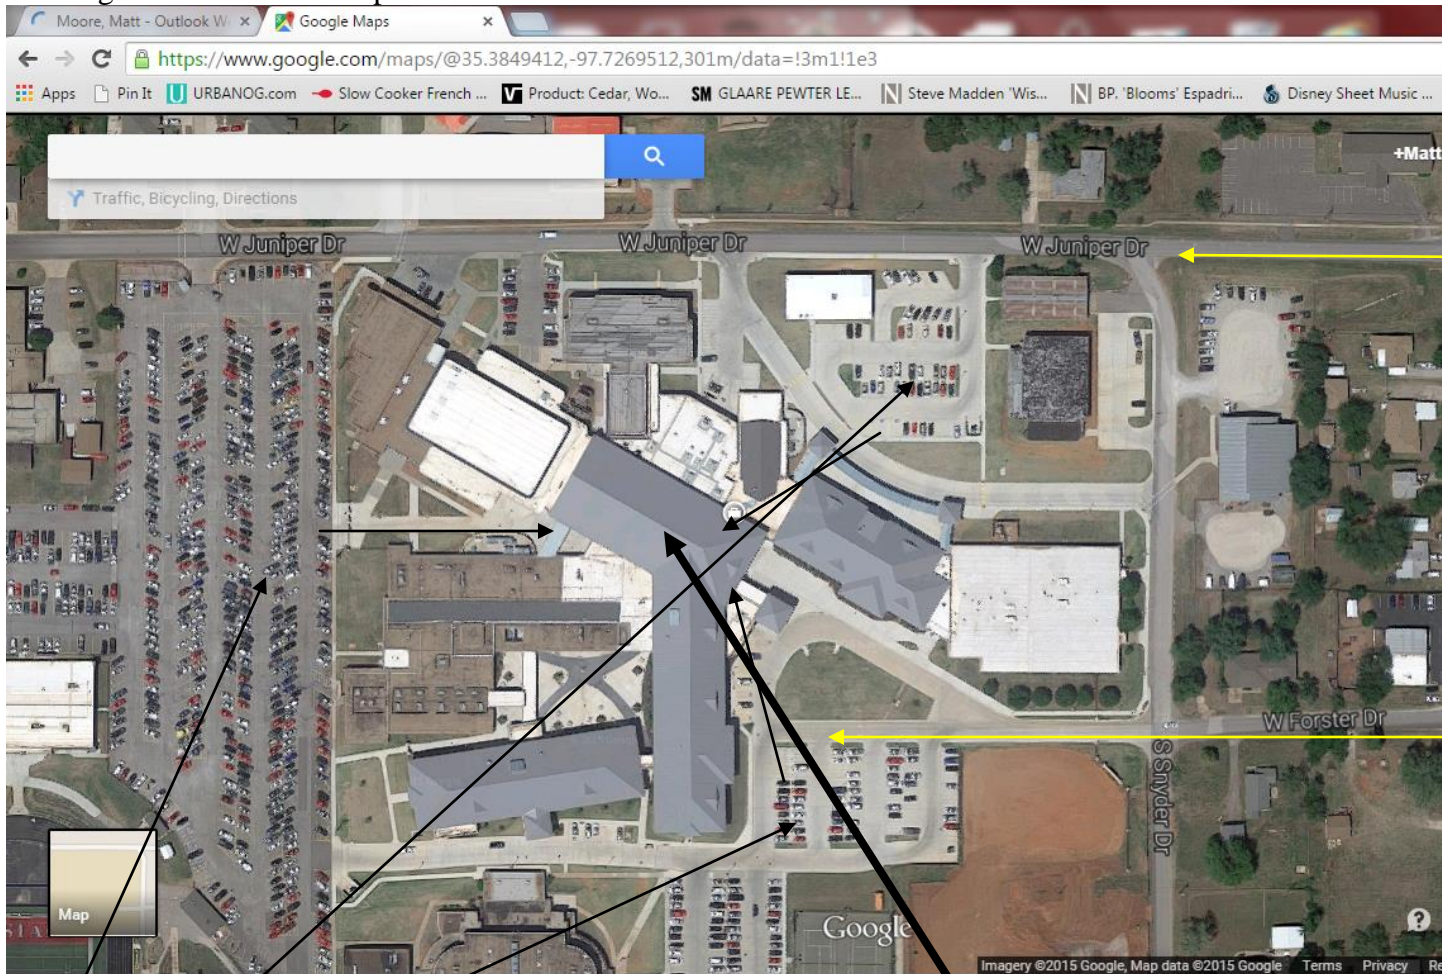 Moore, Matt - Outlook W
Google Maps
https://www.google.com/maps/@35.3849412,-97.7269512,301m/data=!3m1!1e3
Apps Pin It URBANOG.com Slow Cooker French ... Product: Cedar, Wo... SM GLAARE PEWTER LE... Steve Madden 'Wis... BP. 'Blooms' Espadri... Disney Sheet Music ...
+Matt
Traffic, Bicycling, Directions
W Juniper Dr W Juniper Dr W Juniper Dr
W Forster Dr
S Snyder Dr
Map
Google
Imagery ©2015 Google, Map data ©2015 Google Terms Privacy Re